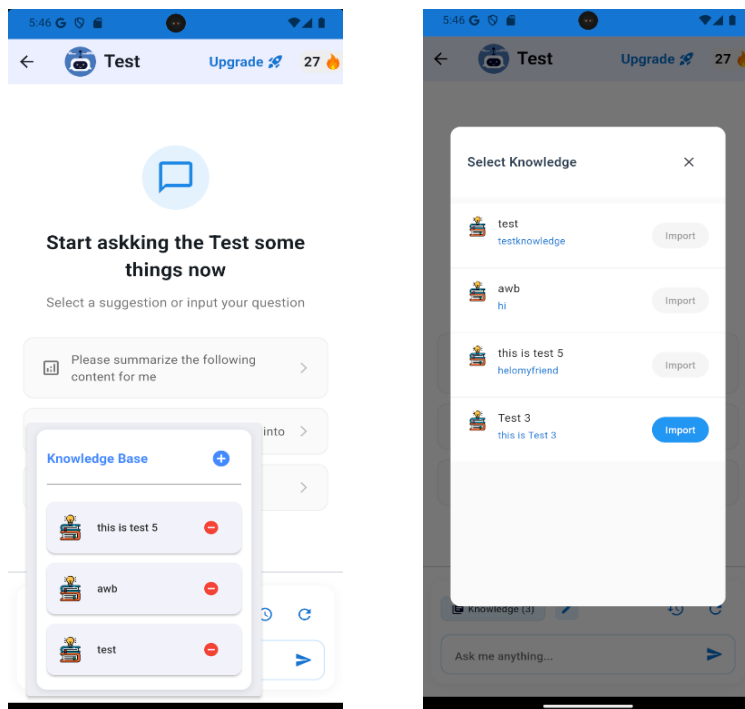 5:46 G
Test
Upgrade
27
Start askking the Test some
things now
Select a suggestion or input your question
Please summarize the following
content for me
into
Knowledge Base
this is test 5
awb
test
5:46 G
Test
Upgrade
27
Select Knowledge
test
testknowledge
Import
awb
hi
Import
this is test 5
helomyfriend
Import
Test 3
this is Test 3
Import
Knowledge (3)
Ask me anything...